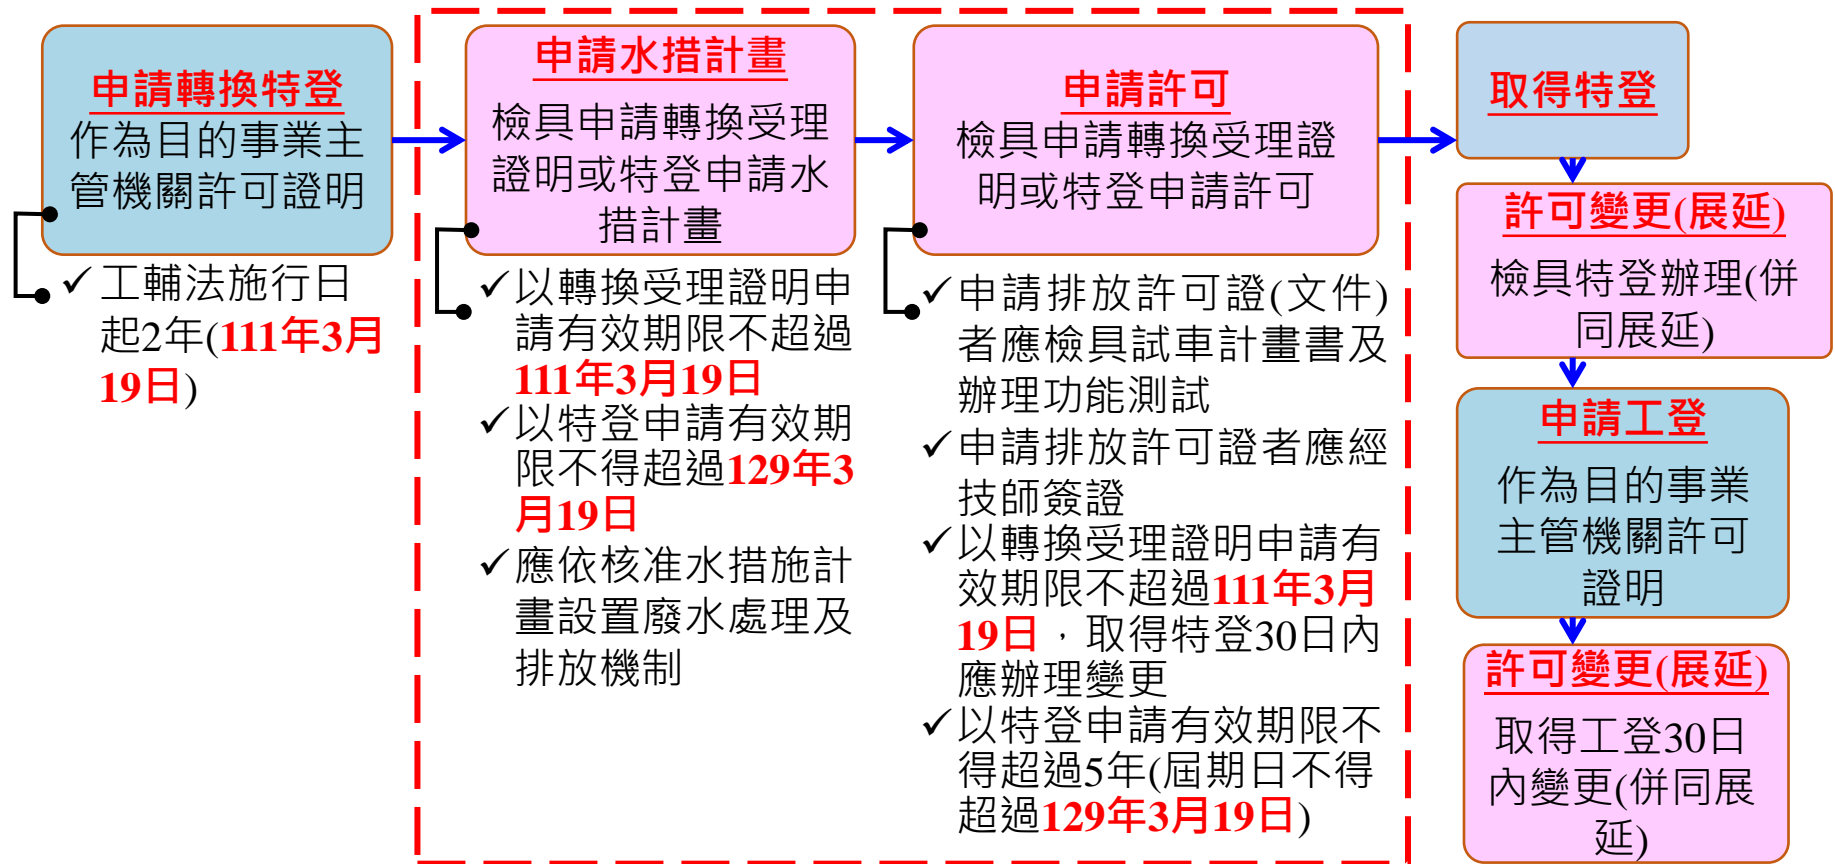 申請轉換特登
作為目的事業主
管機關許可證明
✓工輔法施行日
起2年(111年3月
19日)
申請水措計畫
檢具申請轉換受理
證明或特登申請水
措計畫
✓以轉換受理證明申
請有效期限不超過
111年3月19日
✓以特登申請有效期
限不得超過129年3
月19日
✓應依核准水措施計
畫設置廢水處理及
排放機制
申請許可
檢具申請轉換受理證
明或特登申請許可
✓申請排放許可證(文件)
者應檢具試車計畫書及
辦理功能測試
✓申請排放許可證者應經
技師簽證
✓以轉換受理證明申請有
效期限不超過111年3月
19日，取得特登30日內
應辦理變更
✓以特登申請有效期限不
得超過5年(屆期日不得
超過129年3月19日)
取得特登
許可變更(展延)
檢具特登辦理(併
同展延)
申請工登
作為目的事業
主管機關許可
證明
許可變更(展延)
取得工登30日
內變更(併同展
延)